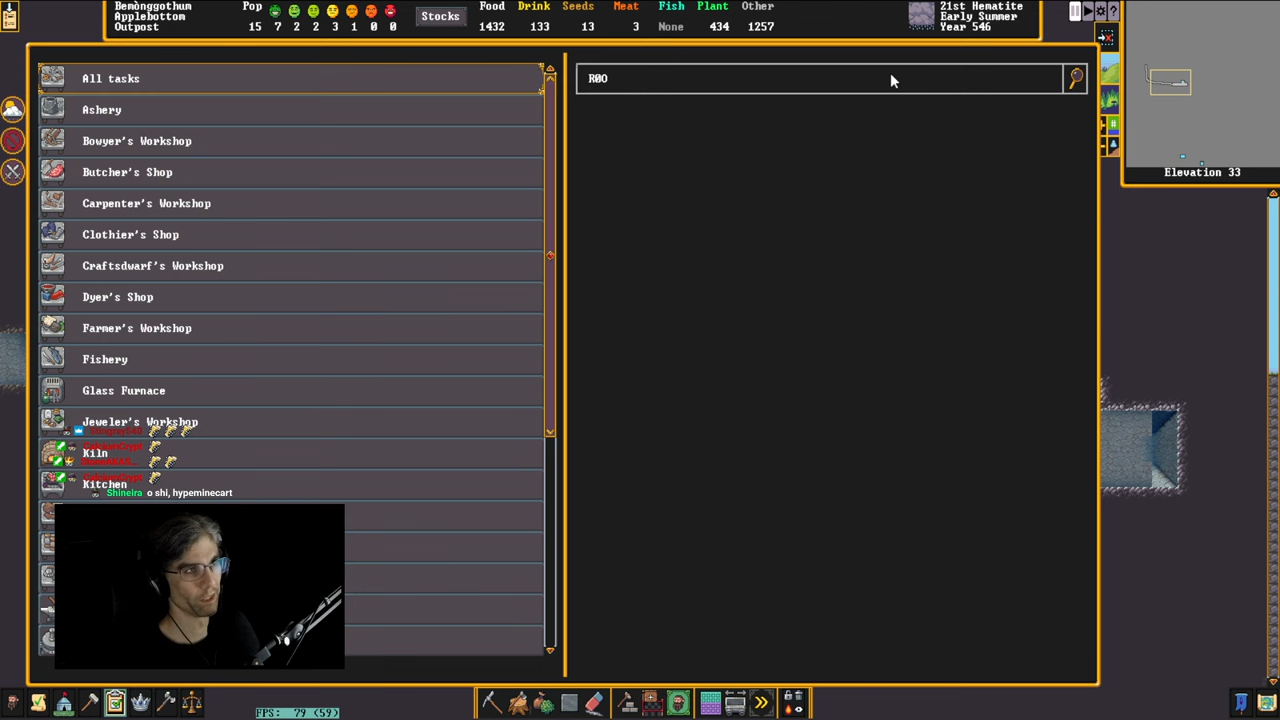 Bemònggothum
Applebottom
Outpost
Pop
15 7 2 2 3 1 0 0
Stocks
Food Drink Seeds Meat Fish Plant Other
1432 133 13 3 None 434 1257
21st Hematite
Early Summer
Year 546
Elevation 33
All tasks
Ashery
Bowyer's Workshop
Butcher's Shop
Carpenter's Workshop
Clothier's Shop
Craftsdwarf's Workshop
Dyer's Shop
Farmer's Workshop
Fishery
Glass Furnace
Jeweler's Workshop
Kiln
Kitchen
R0O
Shineira o shi, hypeminecart
FPS: 79 (59)